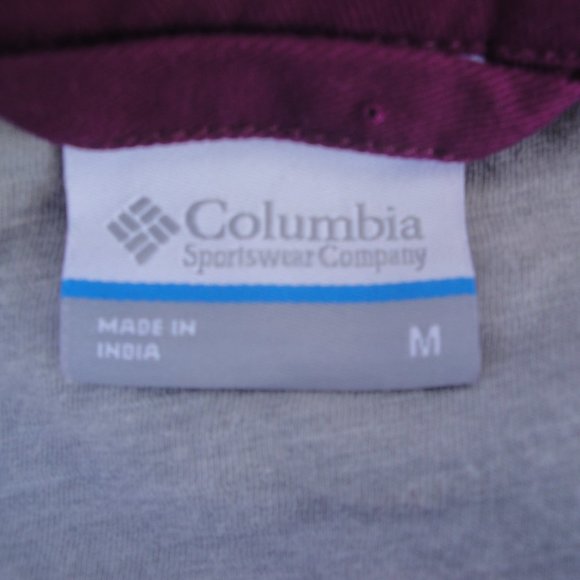 Columbia
Sportswear Company
MADE IN
INDIA
M